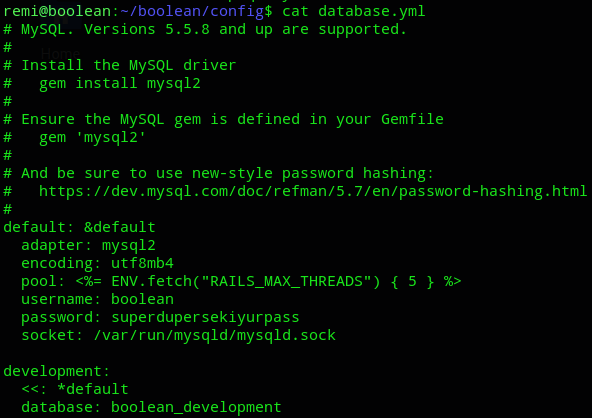 remi@boolean:~/boolean/config$ cat database.yml
# MySQL. Versions 5.5.8 and up are supported.
#
# Install the MySQL driver
#   gem install mysql2
#
# Ensure the MySQL gem is defined in your Gemfile
#   gem 'mysql2'
#
# And be sure to use new-style password hashing:
#   https://dev.mysql.com/doc/refman/5.7/en/password-hashing.html
#
default: &default
  adapter: mysql2
  encoding: utf8mb4
  pool: <%= ENV.fetch("RAILS_MAX_THREADS") { 5 } %>
  username: boolean
  password: superdupersekiyurpass
  socket: /var/run/mysqld/mysqld.sock

development:
  <<: *default
  database: boolean_development